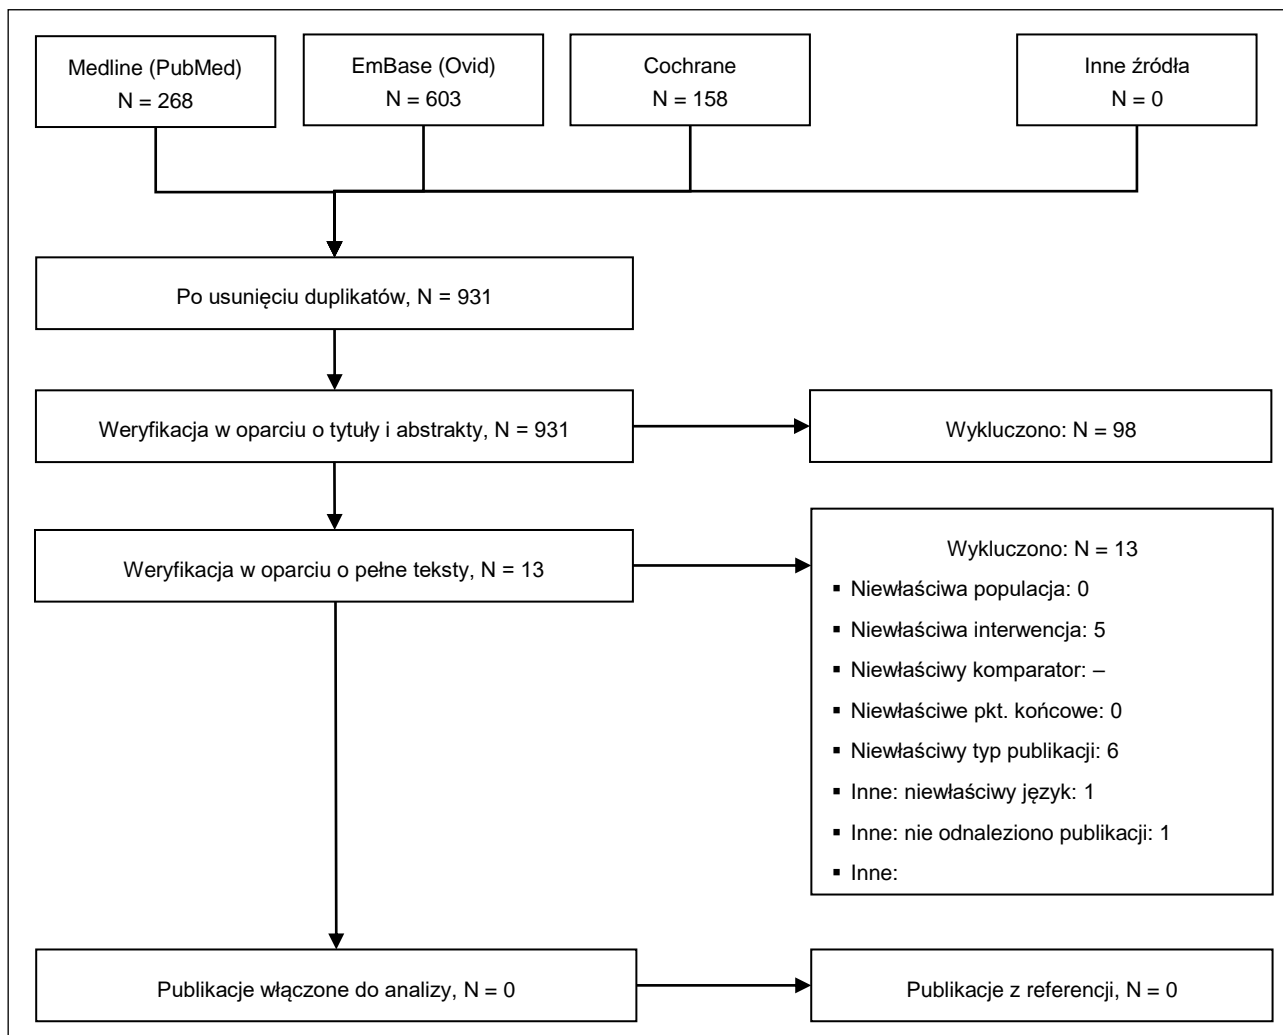 Medline (PubMed)
N = 268
EmBase (Ovid)
N = 603
Cochrane
N = 158
Inne źródła
N = 0
Po usunięciu duplikatów, N = 931
Weryfikacja w oparciu o tytuły i abstrakty, N = 931
Wykluczono: N = 98
Weryfikacja w oparciu o pełne teksty, N = 13
Wykluczono: N = 13
▪ Niewłaściwa populacja: 0
▪ Niewłaściwa interwencja: 5
▪ Niewłaściwy komparator: –
▪ Niewłaściwe pkt. końcowe: 0
▪ Niewłaściwy typ publikacji: 6
▪ Inne: niewłaściwy język: 1
▪ Inne: nie odnaleziono publikacji: 1
▪ Inne:
Publikacje włączone do analizy, N = 0
Publikacje z referencji, N = 0